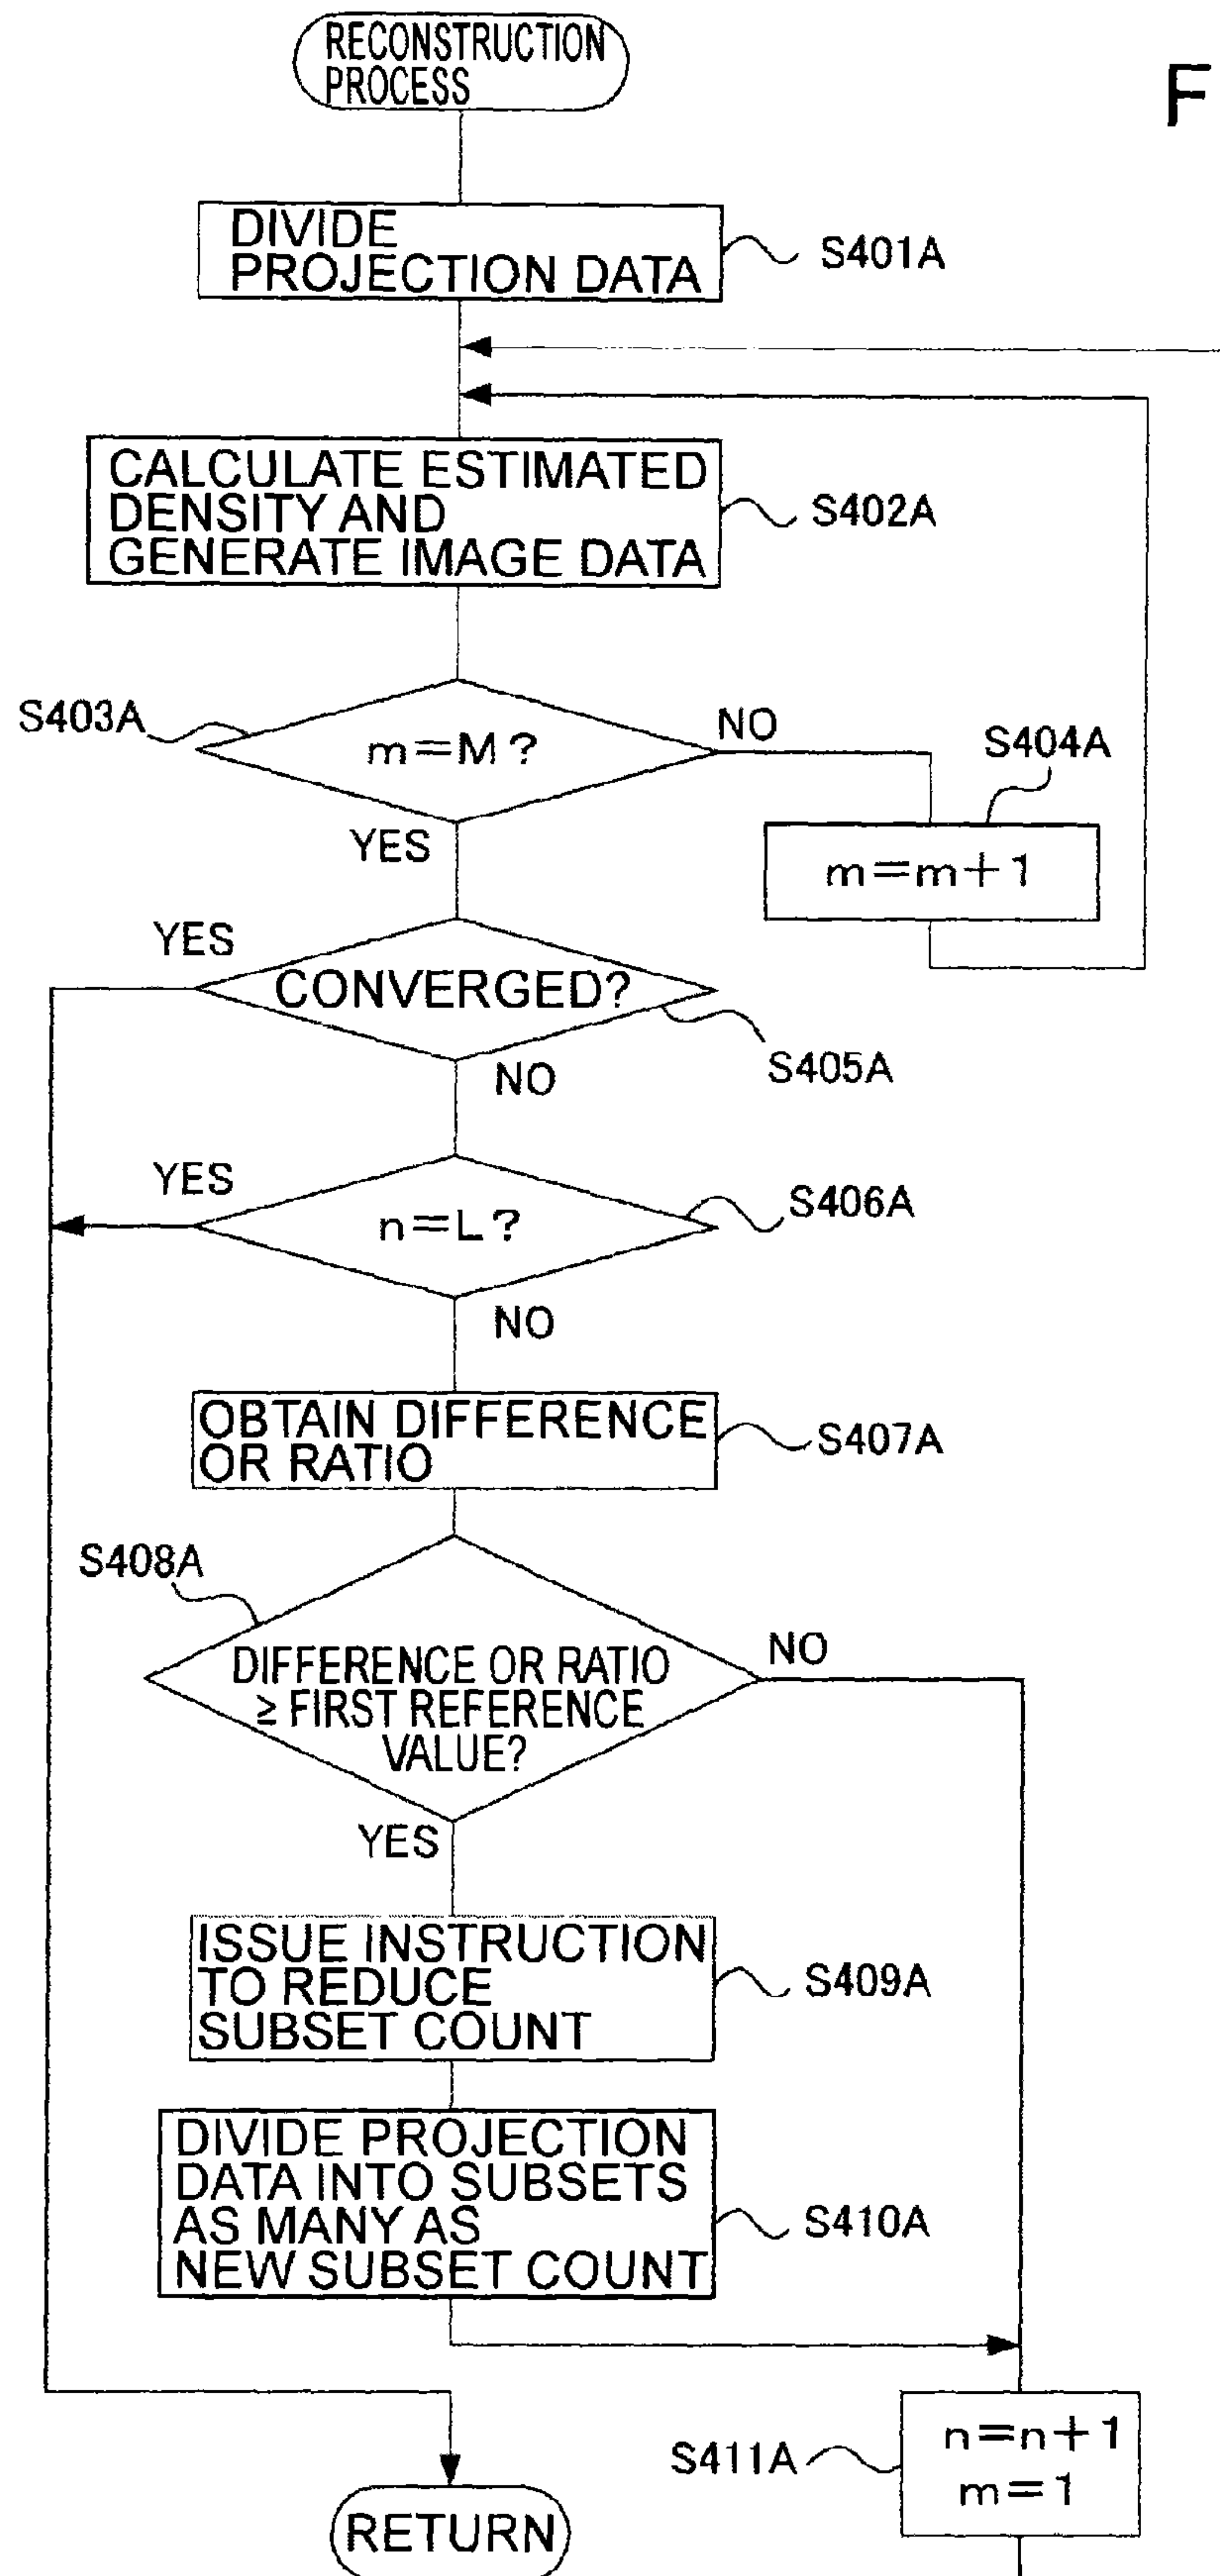 RECONSTRUCTION
PROCESS
F
DIVIDE
PROJECTION DATA
S401A
CALCULATE ESTIMATED
DENSITY AND
GENERATE IMAGE DATA
S402A
S403A
m=M?
NO
S404A
YES
m=m+1
YES
CONVERGED?
S405A
NO
YES
n=L?
S406A
NO
OBTAIN DIFFERENCE
OR RATIO
S407A
S408A
DIFFERENCE OR RATIO
≥ FIRST REFERENCE
VALUE?
NO
YES
ISSUE INSTRUCTION
TO REDUCE
SUBSET COUNT
S409A
DIVIDE PROJECTION
DATA INTO SUBSETS
AS MANY AS
NEW SUBSET COUNT
S410A
S411A
n=n+1
m=1
RETURN